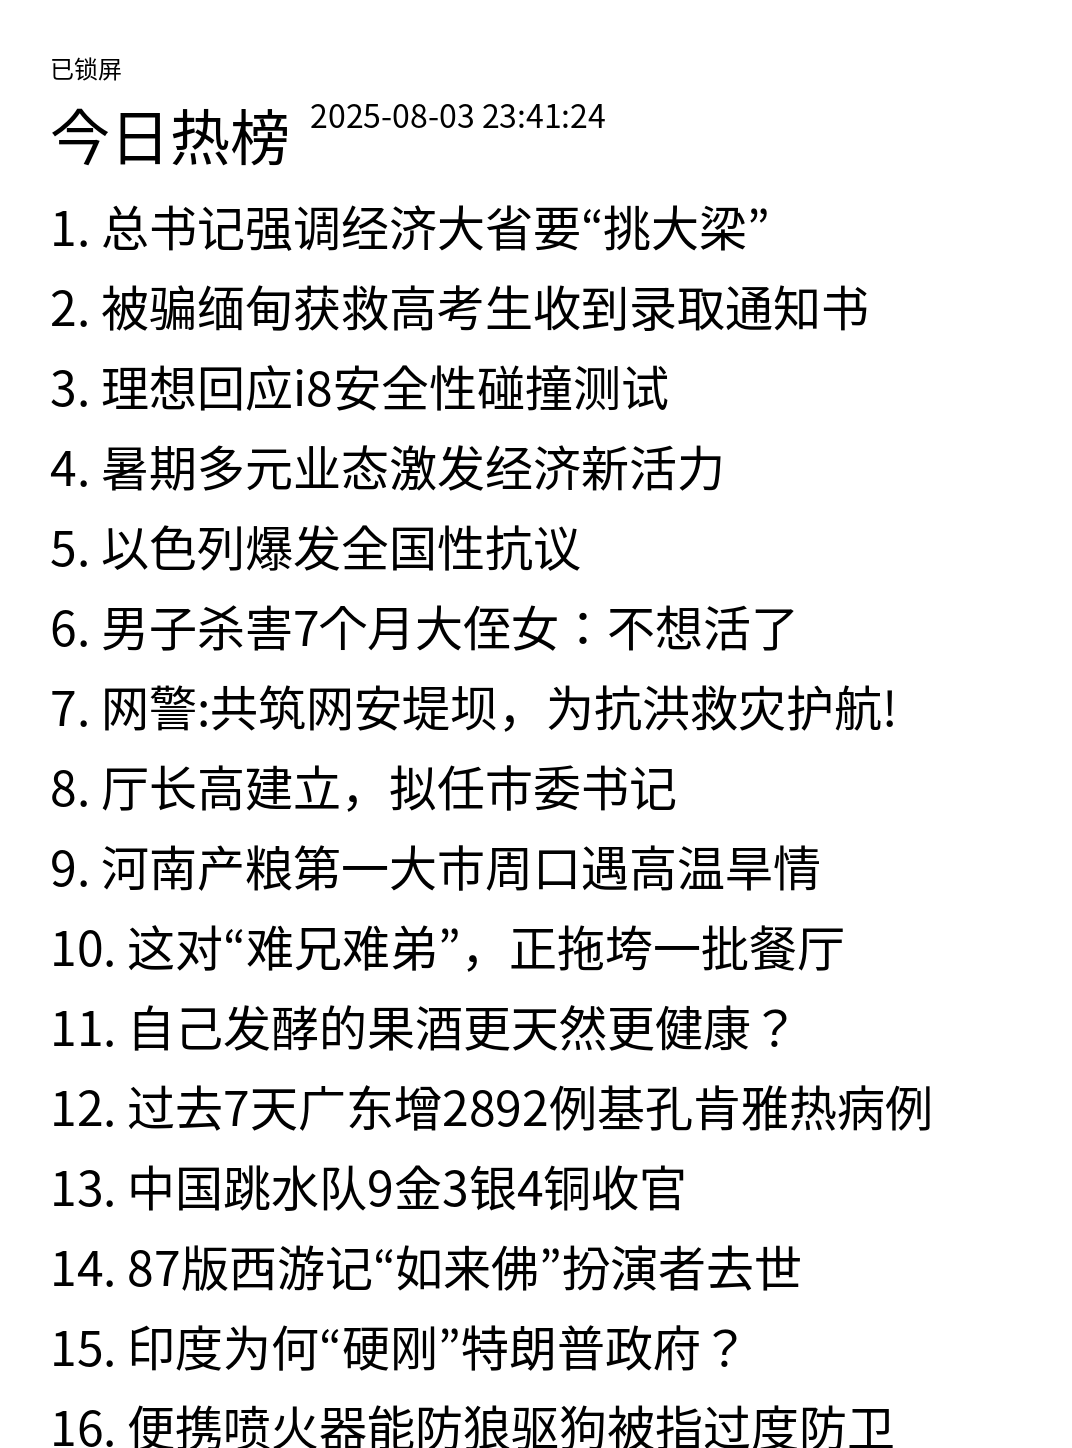 已锁屏
今日热榜 2025-08-03 23:41:24
1. 总书记强调经济大省要“挑大梁”
2. 被骗缅甸获救高考生收到录取通知书
3. 理想回应i8安全性碰撞测试
4. 暑期多元业态激发经济新活力
5. 以色列爆发全国性抗议
6. 男子杀害7个月大侄女：不想活了
7. 网警:共筑网安堤坝，为抗洪救灾护航!
8. 厅长高建立，拟任市委书记
9. 河南产粮第一大市周口遇高温旱情
10. 这对“难兄难弟”，正拖垮一批餐厅
11. 自己发酵的果酒更天然更健康？
12. 过去7天广东增2892例基孔肯雅热病例
13. 中国跳水队9金3银4铜收官
14. 87版西游记“如来佛”扮演者去世
15. 印度为何“硬刚”特朗普政府？
16. 便携喷火器能防狼驱狗被指过度防卫